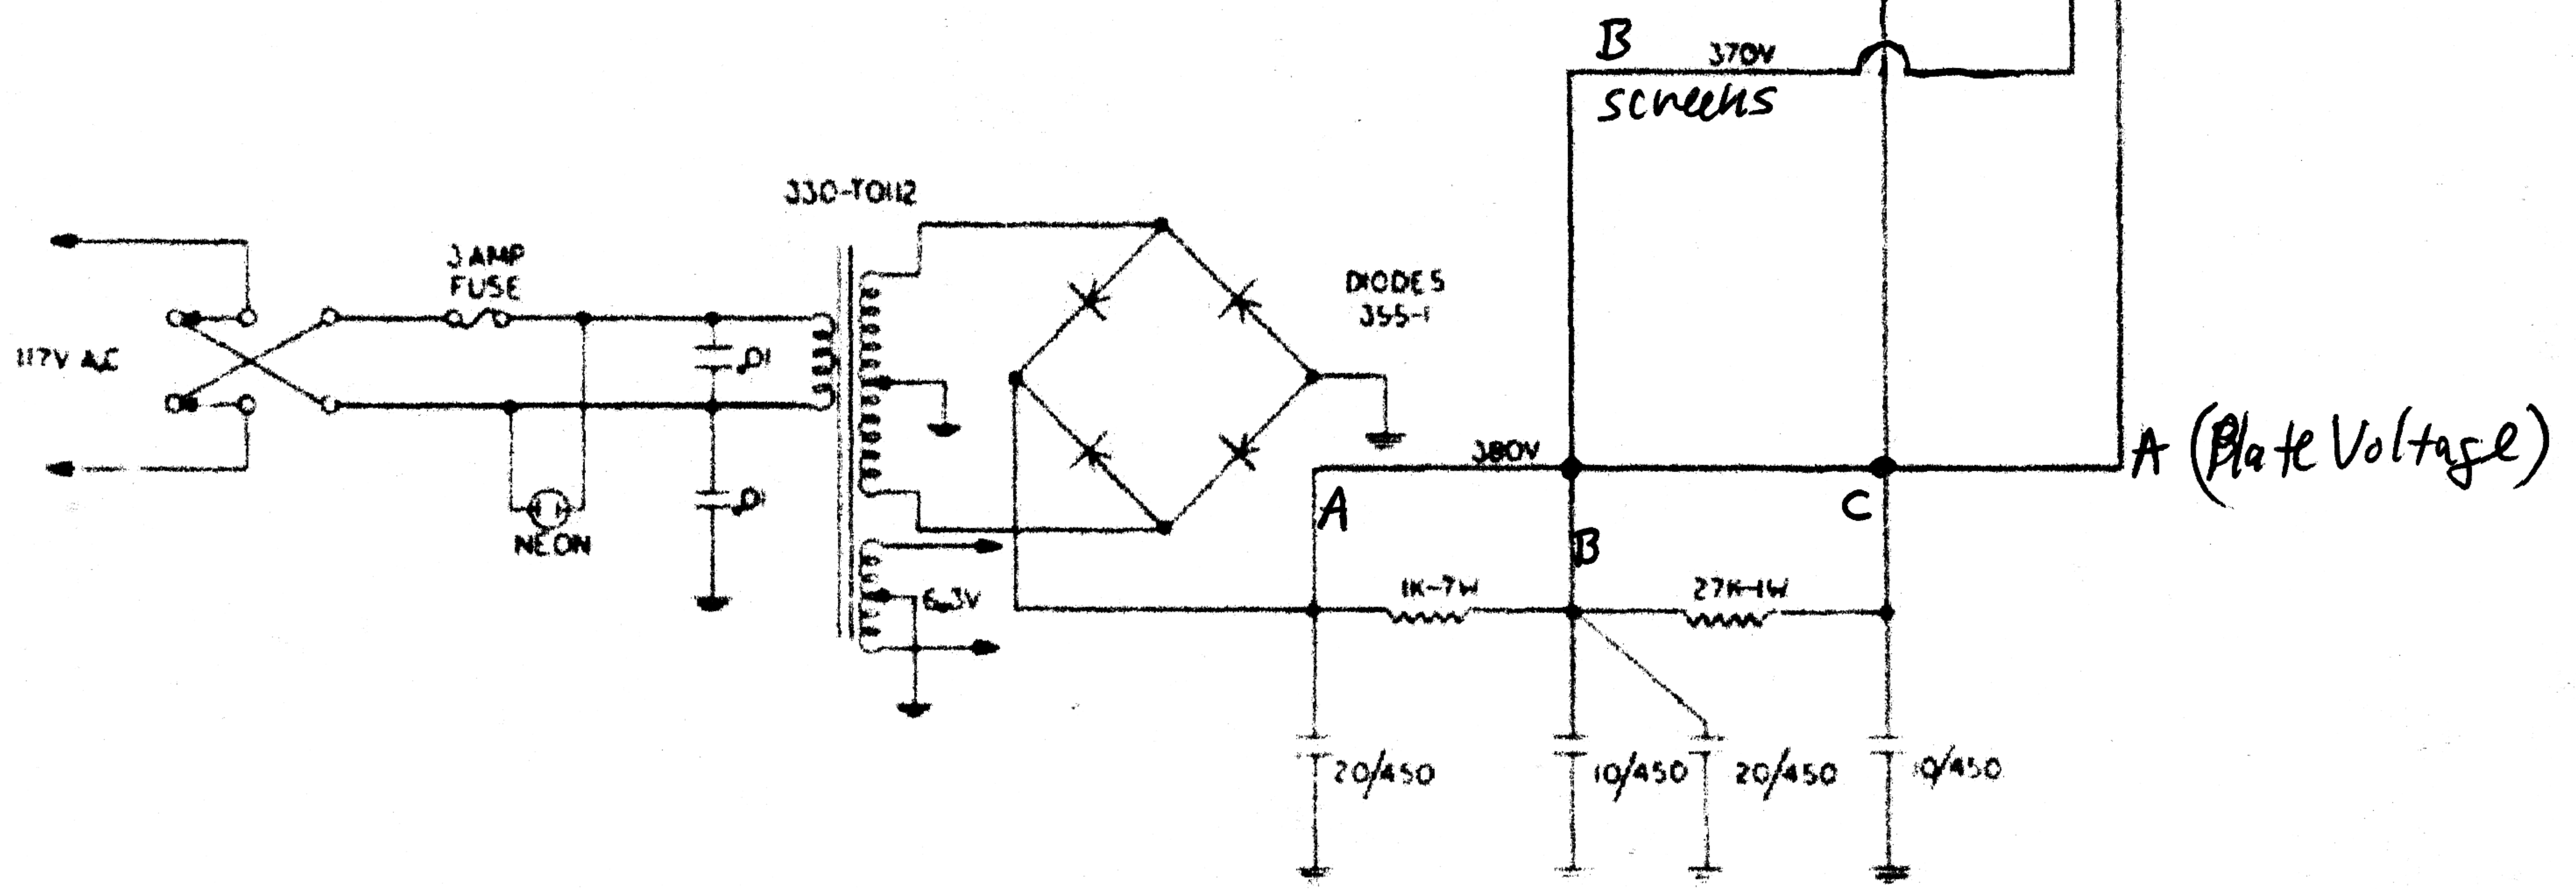 B
370V
screens
330-T0112
3 AMP
FUSE
DIODES
355-1
117V AC
.01
.01
NEON
6.3V
380V
A (Plate Voltage)
A
C
B
1K-7W
27K-1W
20/450
10/450
20/450
10/450